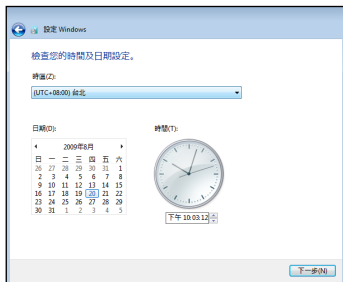 設定 Windows
檢查您的時間及日期設定。
時區(Z):
(UTC+08:00) 台北
日期(D):
時間(T):
2009年8月
日 一 二 三 四 五 六
26 27 28 29 30 31 1
2 3 4 5 6 7 8
9 10 11 12 13 14 15
16 17 18 19 20 21 22
23 24 25 26 27 28 29
30 31 1 2 3 4 5
下午 10:03:12
下一步(N)